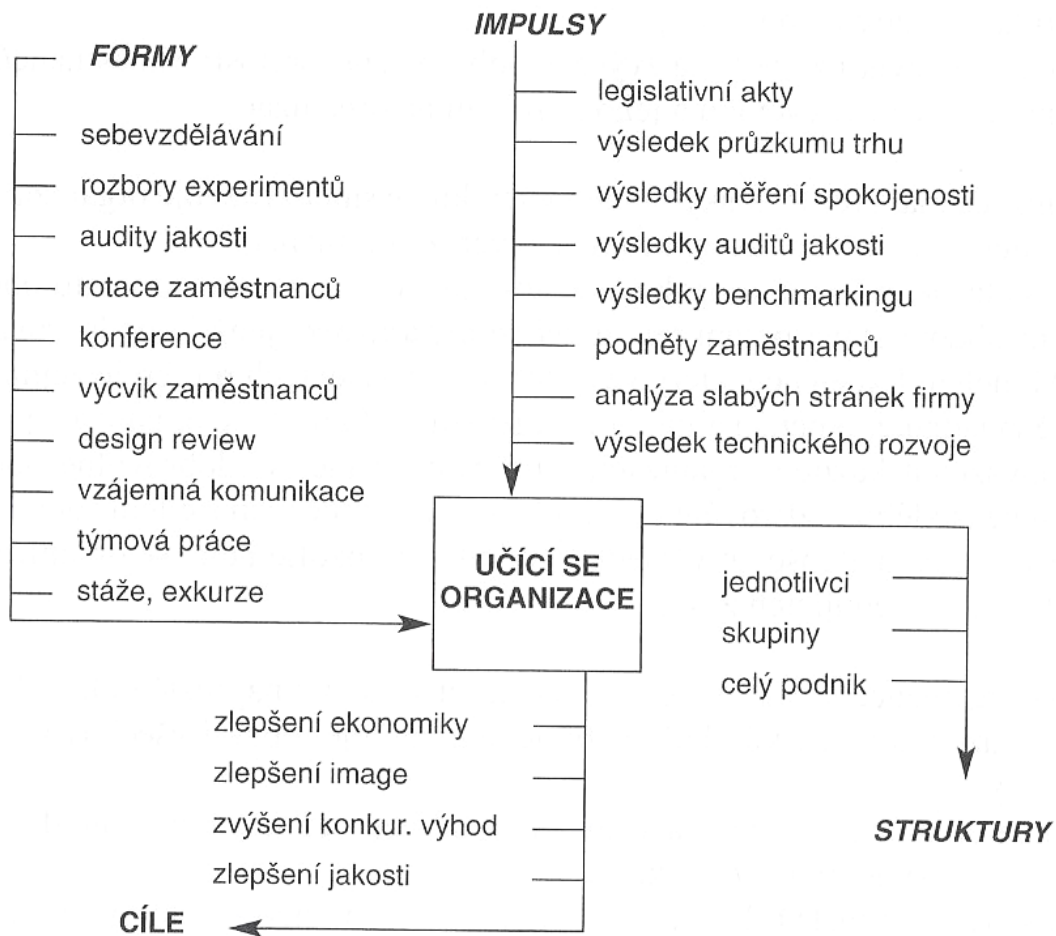 FORMY
sebevzdělávání
rozbory experimentů
audity jakosti
rotace zaměstnanců
konference
výcvik zaměstnanců
design review
vzájemná komunikace
týmová práce
stáže, exkurze
IMPULSY
legislativní akty
výsledek průzkumu trhu
výsledky měření spokojenosti
výsledky auditů jakosti
výsledky benchmarkingu
podněty zaměstnanců
analýza slabých stránek firmy
výsledek technického rozvoje
UČÍCÍ SE
ORGANIZACE
jednotlivci
skupiny
celý podnik
STRUKTURY
zlepšení ekonomiky
zlepšení image
zvýšení konkur. výhod
zlepšení jakosti
CÍLE